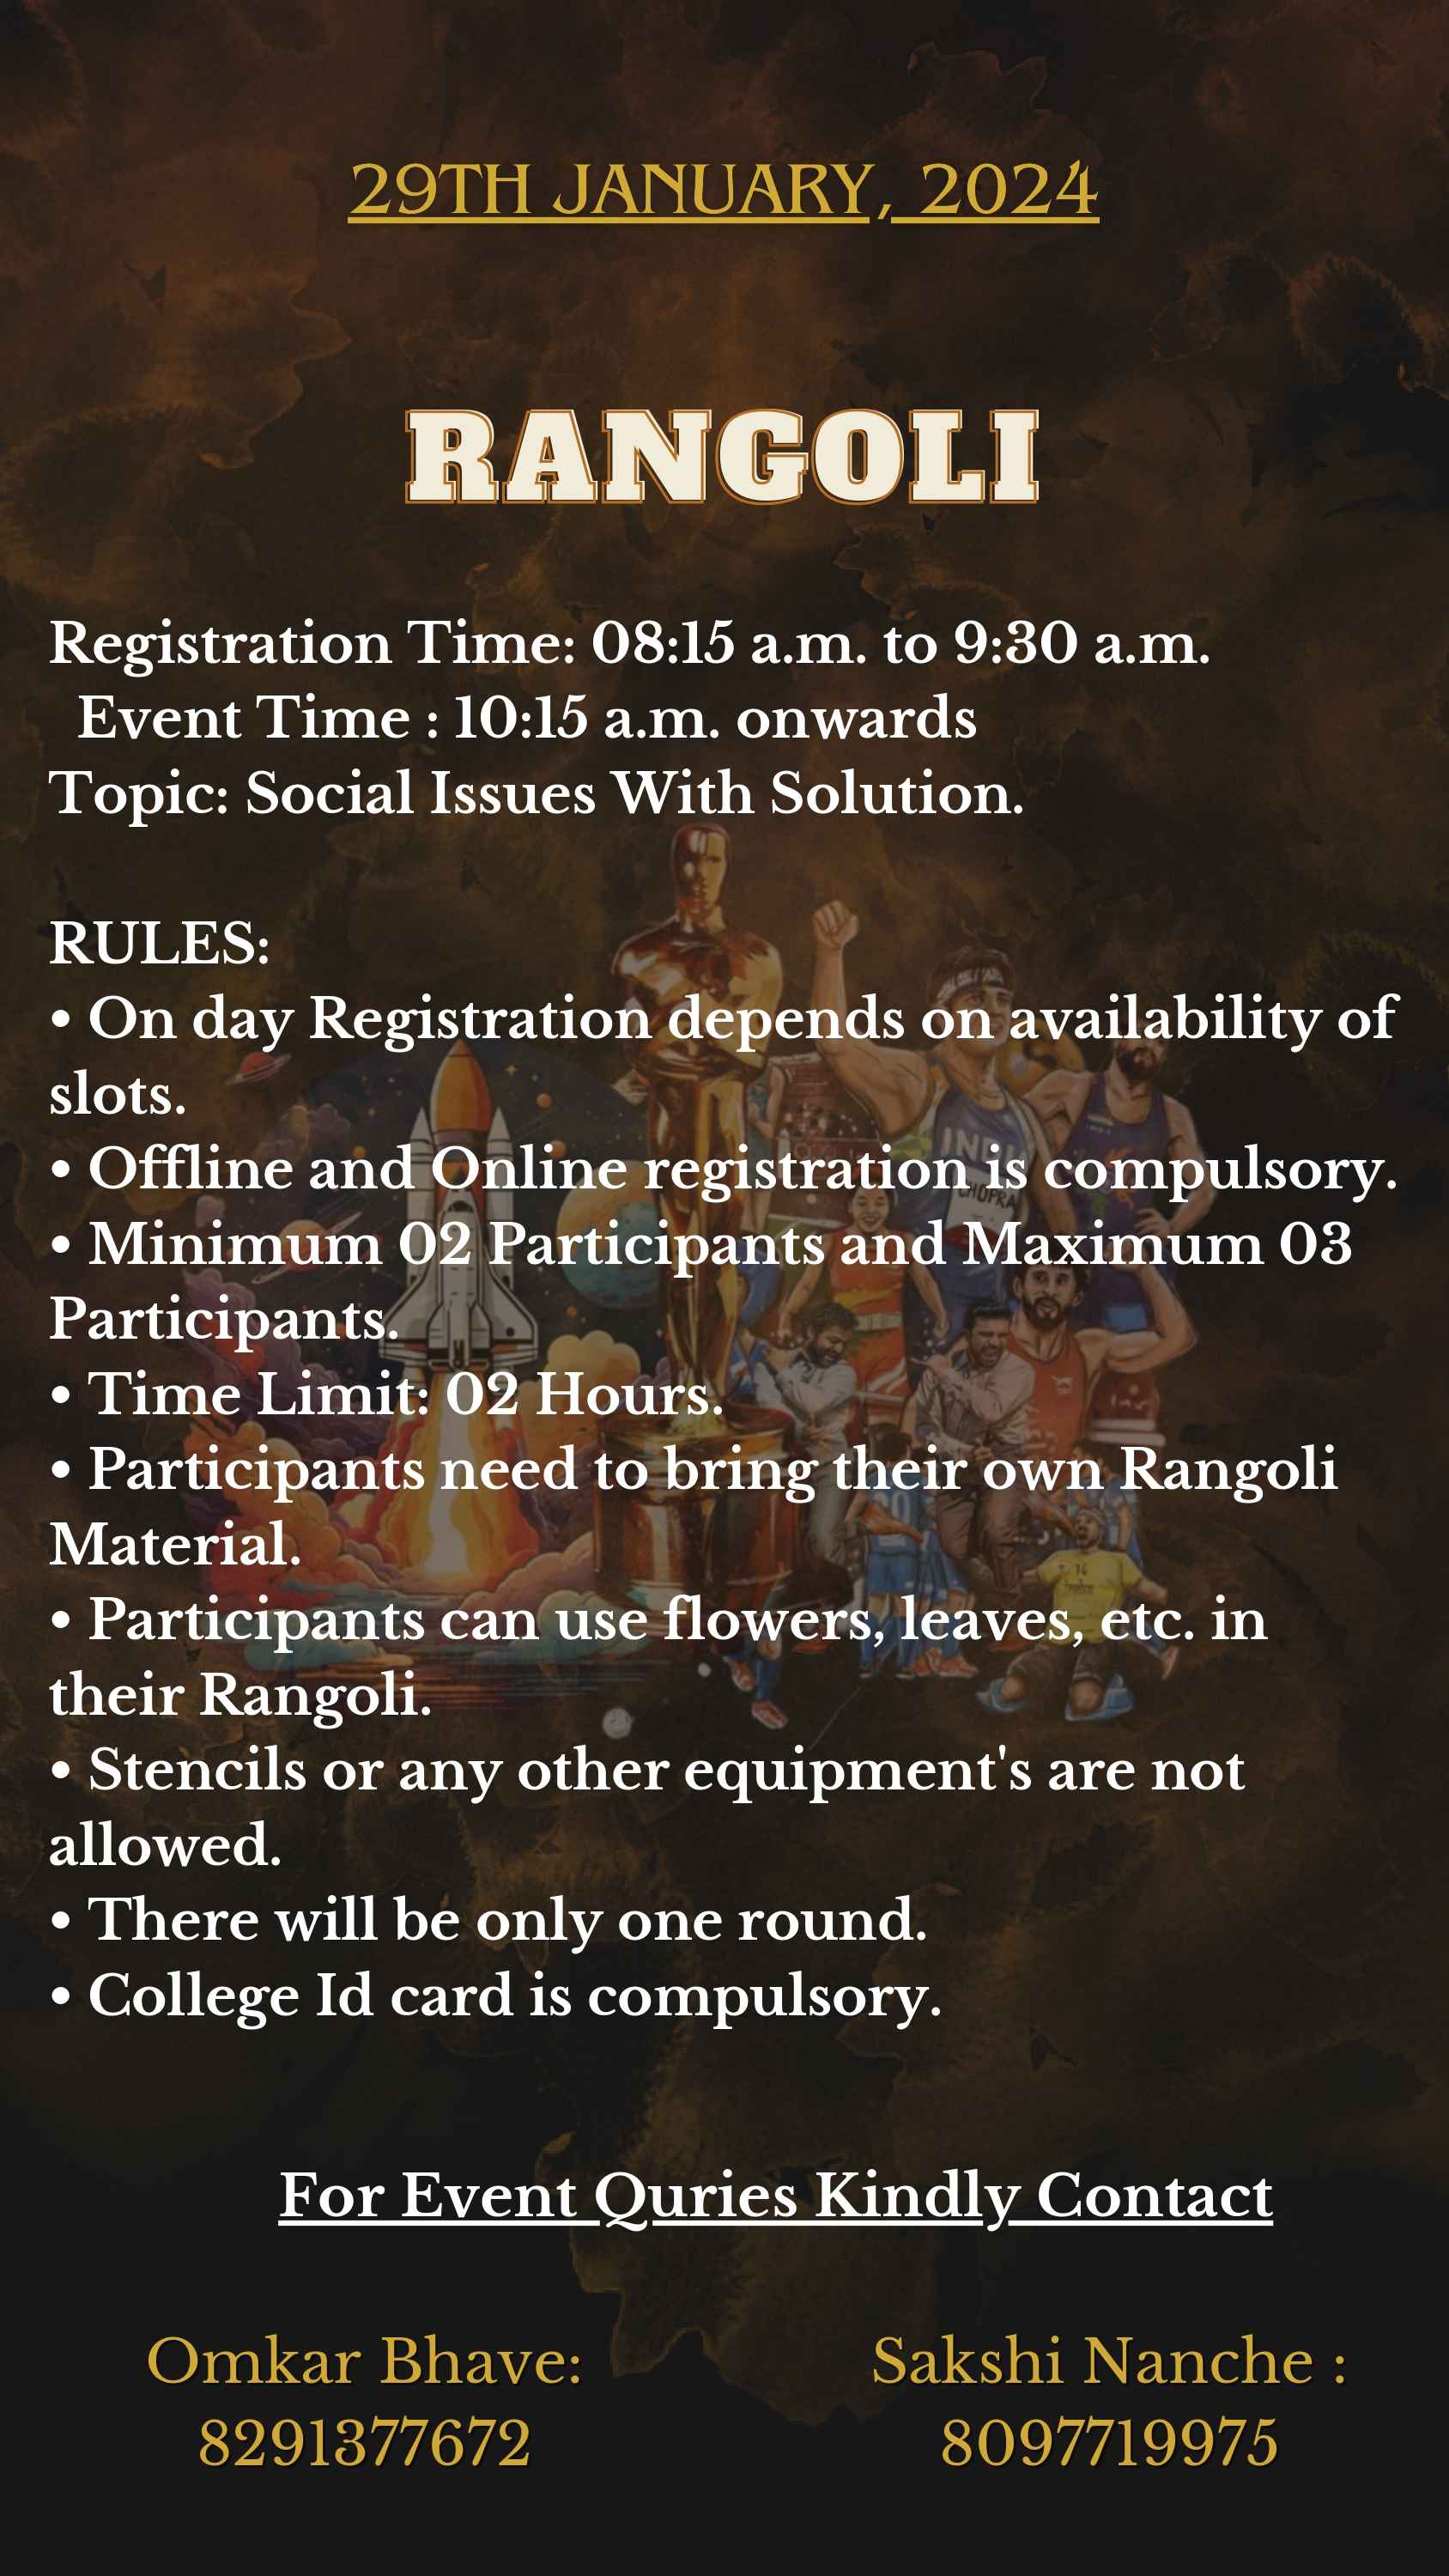 29TH JANUARY, 2024
RANGOLI
Registration Time: 08:15 a.m. to 9:30 a.m.
Event Time : 10:15 a.m. onwards
Topic: Social Issues With Solution.
RULES:
• On day Registration depends on availability of
slots.
• Offline and Online registration is compulsory.
• Minimum 02 Participants and Maximum 03
Participants.
• Time Limit: 02 Hours.
• Participants need to bring their own Rangoli
Material.
• Participants can use flowers, leaves, etc. in
their Rangoli.
• Stencils or any other equipment's are not
allowed.
• There will be only one round.
• College Id card is compulsory.
For Event Quries Kindly Contact
Omkar Bhave:
8291377672
Sakshi Nanche :
8097719975
CHOPRA